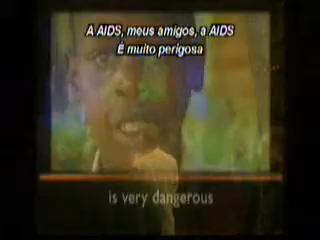 A AIDS, meus amigos, a AIDS
É muito perigosa
is very dangerous